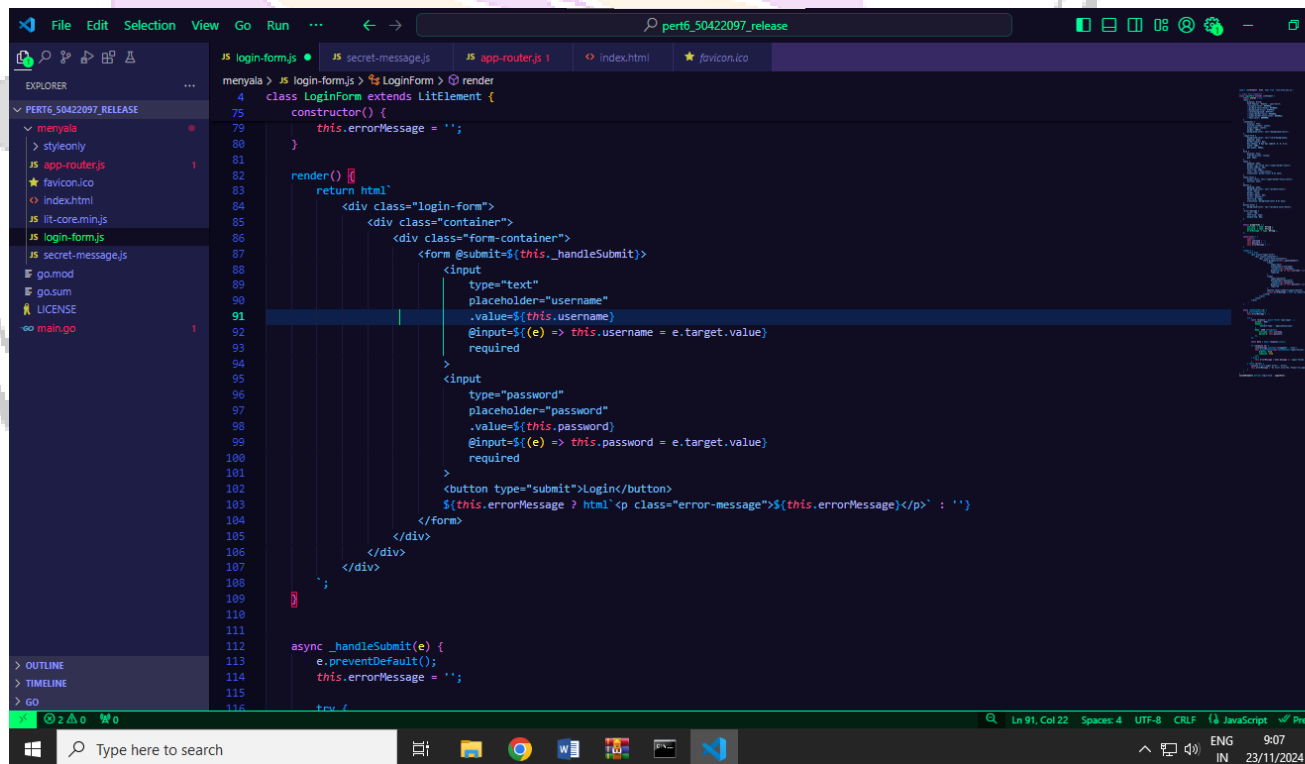 File Edit Selection View Go Run ··· pert6_50422097_release
login-form.js secret-message.js app-router.js 1 index.html favicon.ico
EXPLORER ···
menyala > JS login-form.js > LoginForm > render
PERT6_50422097_RELEASE
menyala
styleonly
JS app-router.js 1
favicon.ico
index.html
JS lit-core.min.js
JS login-form.js
JS secret-message.js
go.mod
go.sum
LICENSE
main.go 1
OUTLINE
TIMELINE
GO
4 class LoginForm extends LitElement {
75 constructor() {
79 this.errorMessage = '';
80 }
81
82 render() {
83 return html`
84 <div class="login-form">
85 <div class="container">
86 <div class="form-container">
87 <form @submit=${this._handleSubmit}>
88 <input
89 type="text"
90 placeholder="username"
91 .value=${this.username}
92 @input=${(e) => this.username = e.target.value}
93 required
94 >
95 <input
96 type="password"
97 placeholder="password"
98 .value=${this.password}
99 @input=${(e) => this.password = e.target.value}
100 required
101 >
102 <button type="submit">Login</button>
103 ${this.errorMessage ? html`<p class="error-message">${this.errorMessage}</p>` : ''}
104 </form>
105 </div>
106 </div>
107 </div>
108 `;
109 }
110
111
112 async _handleSubmit(e) {
113 e.preventDefault();
114 this.errorMessage = '';
115
116 try {
2 0 0 Ln 91, Col 22 Spaces: 4 UTF-8 CRLF JavaScript Pre
Type here to search ENG 9:07
IN 23/11/2024